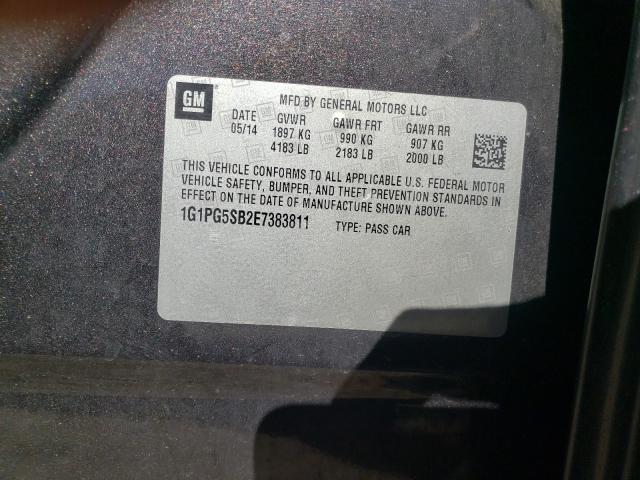 GM
MFD BY GENERAL MOTORS LLC
DATE GVWR GAWR FRT GAWR RR
05/14 1897 KG 990 KG 907 KG
4183 LB 2183 LB 2000 LB
THIS VEHICLE CONFORMS TO ALL APPLICABLE U.S. FEDERAL MOTOR
VEHICLE SAFETY, BUMPER, AND THEFT PREVENTION STANDARDS IN
EFFECT ON THE DATE OF MANUFACTURE SHOWN ABOVE.
1G1PG5SB2E7383811 TYPE: PASS CAR